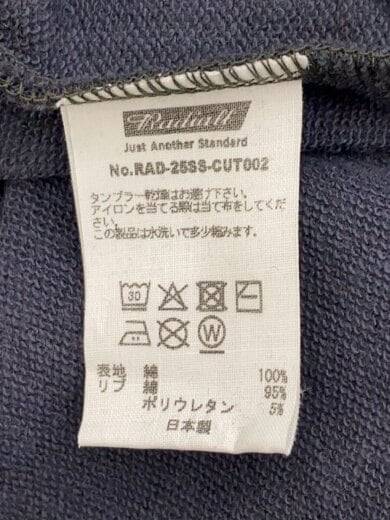 Radiall
Just Another Standard
No.RAD-25SS-CUT002
タンブラー乾燥はお避け下さい。
アイロンを当てる際は当て布をしてくだ
さい。
この製品は水洗いで多少縮みます。
30
W
表地 綿 100%
リブ 綿 95%
ポリウレタン 5%
日本製